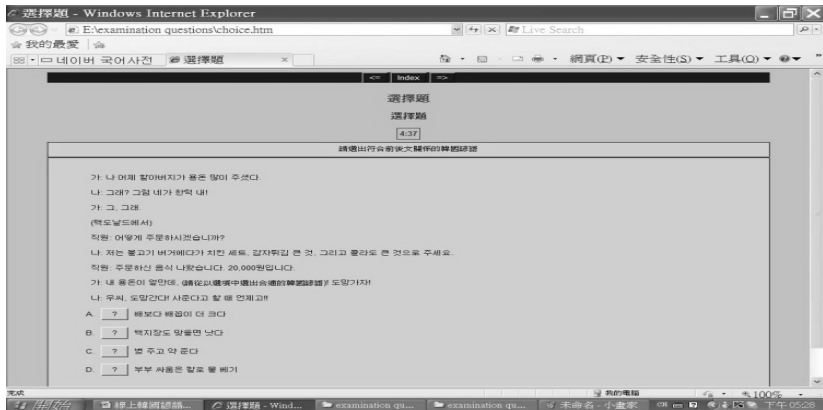 選擇題 - Windows Internet Explorer
E:\examination questions\choice.htm
Live Search
我的最愛
네이버 국어사전
選擇題
網頁(P) 安全性(S) 工具(O)
<= Index =>
選擇題
選擇題
4:37
請選出符合前後文關係的韓國諺語
가: 나 어제 할아버지가 용돈 많이 주셨다.
나: 그래? 그럼 네가 한턱 내!
가: 그, 그래.
(맥도날드에서)
직원: 어떻게 주문하시겠습니까?
나: 저는 불고기 버거에다가 치킨 세트, 감자튀김 큰 것, 그리고 콜라도 큰 것으로 주세요.
직원: 주문하신 음식 나왔습니다. 20,000원입니다.
가: 내 용돈이 얼만데, (請從以選項中選出合適的韓國諺語)! 도망가자!
나: 우씨, 도망간다! 사준다고 할 때 언제고!!
A. ? 배보다 배꼽이 더 크다
B. ? 백지장도 맞들면 낫다
C. ? 병 주고 약 준다
D. ? 부부 싸움은 칼로 물 베기
完成
我的電腦
100%
開始
線上韓國諺語...
選擇題 - Wind...
examination qu...
examination qu...
未命名 - 小畫家
CH
下午 05:28